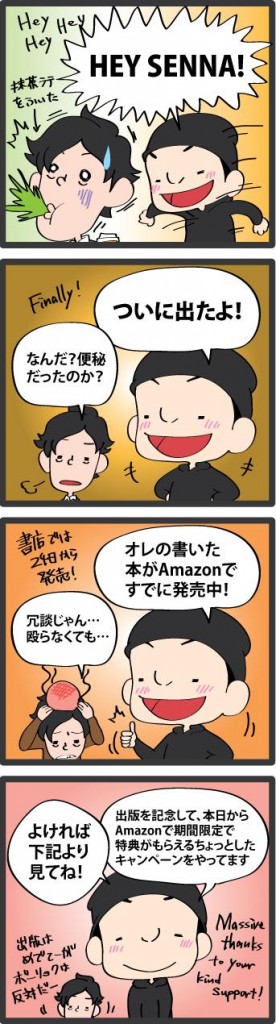 Hey Hey
Hey Hey
HEY SENNA!
抹茶ラテ
をふいた
Finally!
ついに出たよ!
なんだ?便秘
だったのか?
書店では
29日から
発売!
オレの書いた
本がAmazonで
すでに発売中!
冗談じゃん…
殴らなくても…
出版を記念して、本日から
Amazonで期間限定で
特典がもらえるちょっとした
キャンペーンをやってます
よければ
下記より
見てね!
出版は
めでてーが
ボーリョクは
反対だー
Massive
thanks
to your
kind
support!